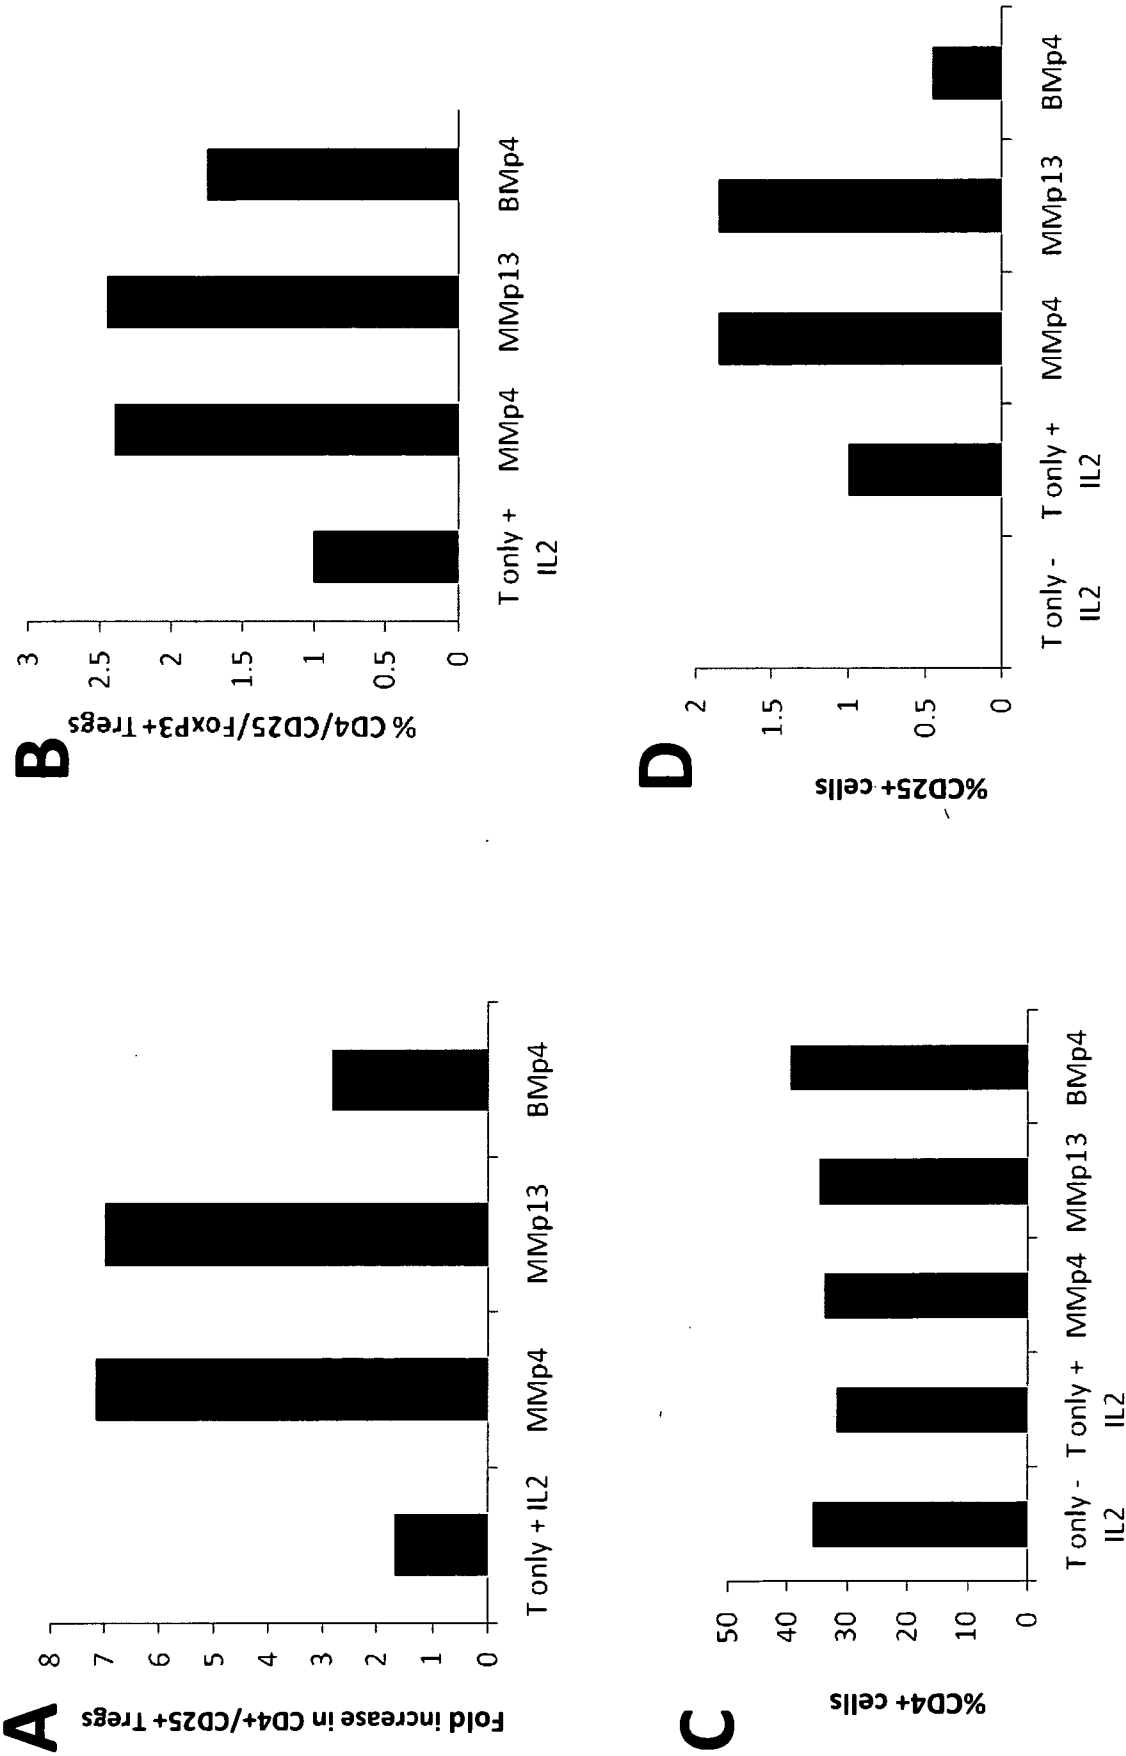 A
Fold increase in CD4+/CD25+ Tregs
8
7
6
5
4
3
2
1
0
T only + IL2
MMp4
MMp13
BMp4
B
% CD4/CD25/FoxP3+Tregs
3
2.5
2
1.5
1
0.5
0
T only +
IL2
MMp4
MMp13
BMp4
C
%CD4+ cells
50
40
30
20
10
0
T only -
IL2
T only +
IL2
MMp4
MMp13
BMp4
D
%CD25+ cells
2
1.5
1
0.5
0
T only -
IL2
T only +
IL2
MMp4
MMp13
BMp4